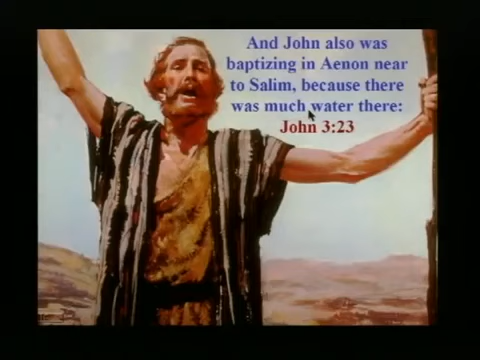 And John also was
baptizing in Aenon near
to Salim, because there
was much water there:
John 3:23